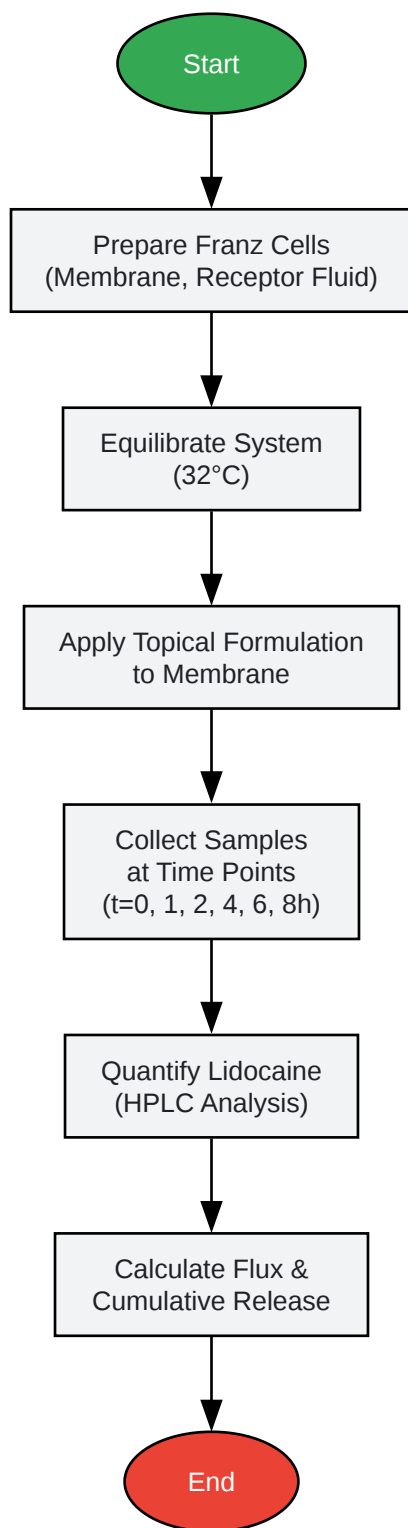 Start
Prepare Franz Cells
(Membrane, Receptor Fluid)
Equilibrate System
(32°C)
Apply Topical Formulation
to Membrane
Collect Samples
at Time Points
(t=0, 1, 2, 4, 6, 8h)
Quantify Lidocaine
(HPLC Analysis)
Calculate Flux &
Cumulative Release
End